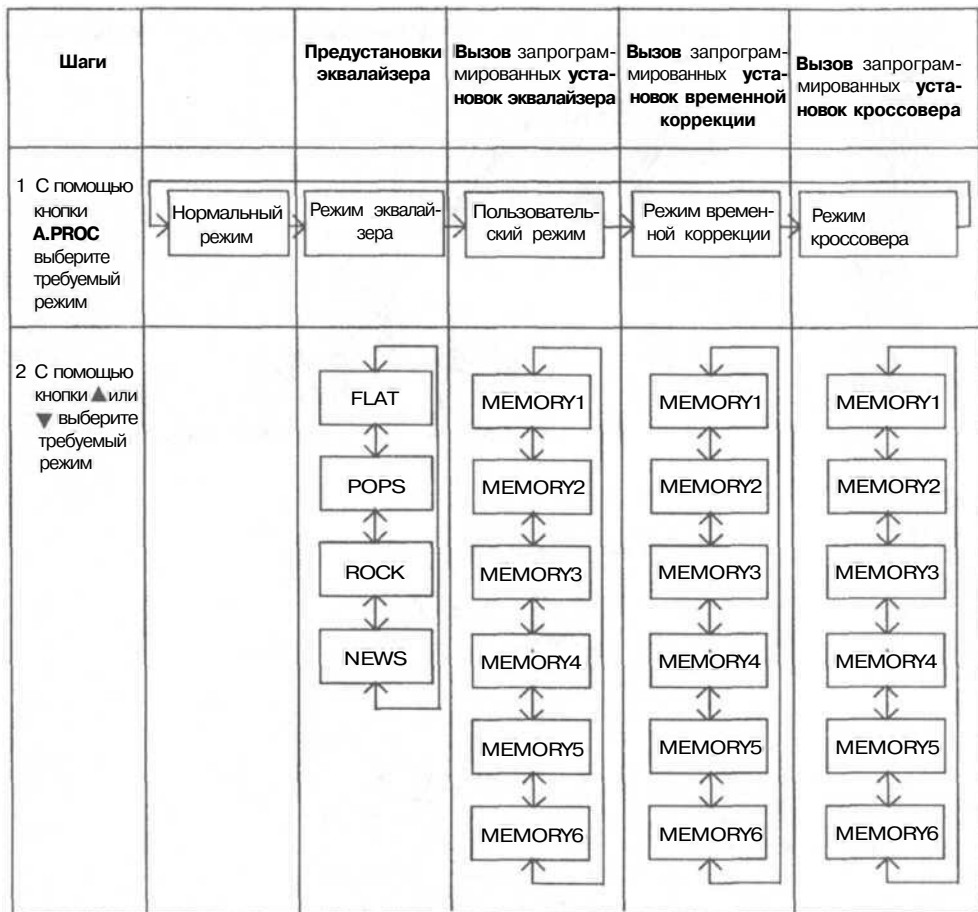 Шаги
Предустановки
эквалайзера
Вызов запрограм-
мированных уста-
новок эквалайзера
Вызов запрограм-
мированных уста-
новок временной
коррекции
Вызов запрограм-
мированных уста-
новок кроссовера
1 С помощью
кнопки
A.PROC
выберите
требуемый
режим
Нормальный
режим
Режим эквалай-
зера
Пользователь-
ский режим
Режим времен-
ной коррекции
Режим
кроссовера
2 С помощью
кнопки ▲или
▼ выберите
требуемый
режим
FLAT
POPS
ROCK
NEWS
MEMORY1
MEMORY2
MEMORY3
MEMORY4
MEMORY5
MEMORY6
MEMORY1
MEMORY2
MEMORY3
MEMORY4
MEMORY5
MEMORY6
MEMORY1
MEMORY2
MEMORY3
MEMORY4
MEMORY5
MEMORY6